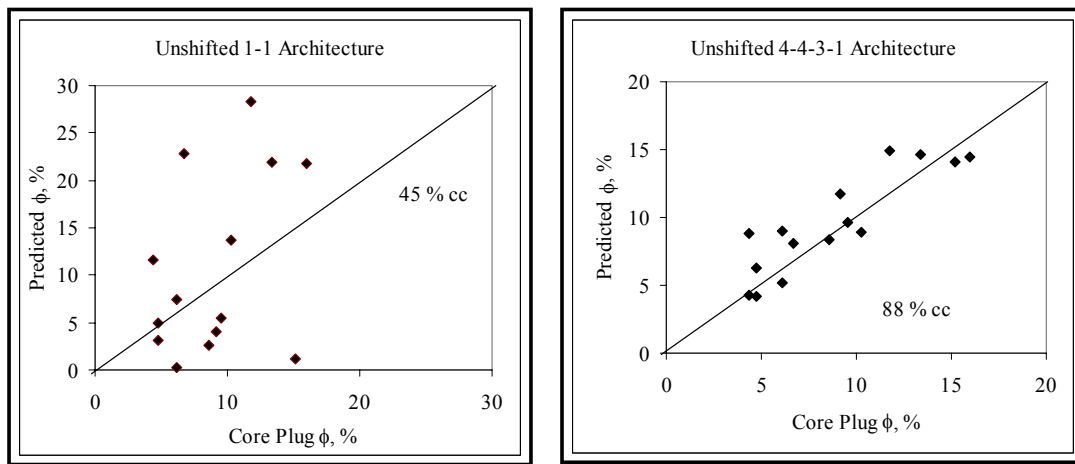 Unshifted 1-1 Architecture
30
25
20
15
10
5
0
Predicted ϕ, %
45 % cc
0 10 20 30
Core Plug ϕ, %
Unshifted 4-4-3-1 Architecture
20
15
10
5
0
Predicted ϕ, %
88 % cc
0 5 10 15 20
Core Plug ϕ, %